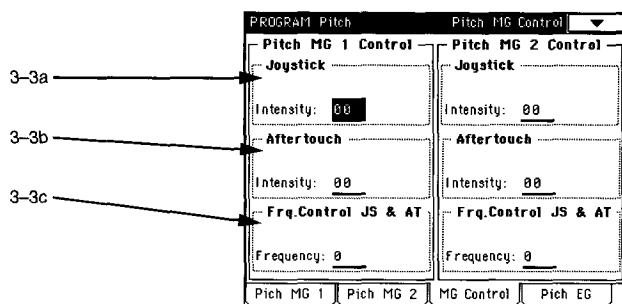 PROGRAM Pitch Pitch MG Control
Pitch MG 1 Control Pitch MG 2 Control
3-3a
Joystick Joystick
Intensity: 00 Intensity: 00
3-3b
Aftertouch Aftertouch
Intensity: 00 Intensity: 00
3-3c
Frq.Control JS & AT Frq.Control JS & AT
Frequency: 0 Frequency: 0
Pich MG 1 Pich MG 2 MG Control Pich EG